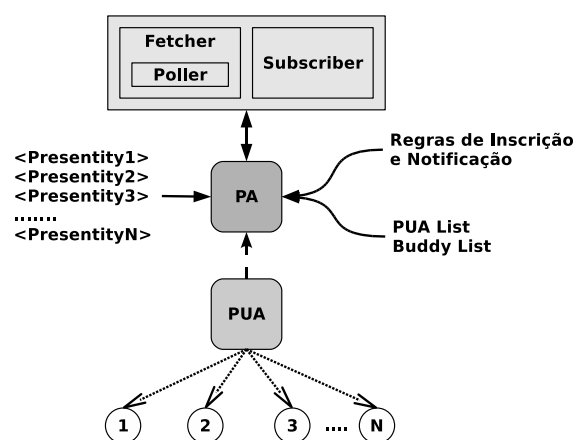 Fetcher
Poller
Subscriber
<Presentity1>
<Presentity2>
<Presentity3>
.......
<PresentityN>
PA
Regras de Inscrição
e Notificação
PUA List
Buddy List
PUA
1
2
3
....
N